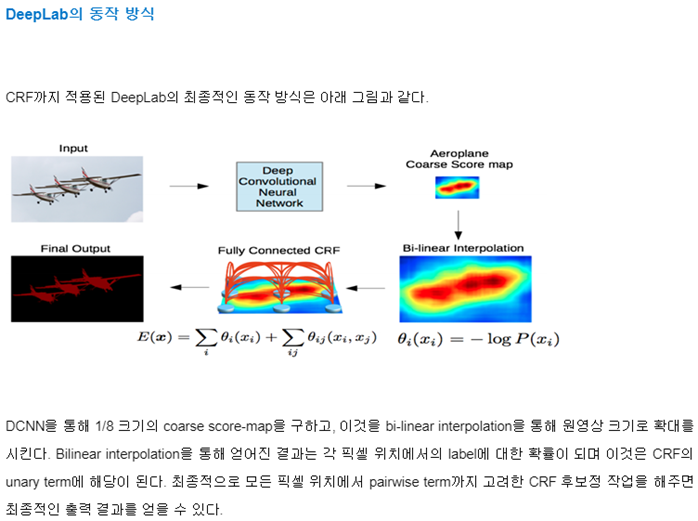 DeepLab의 동작 방식
CRF까지 적용된 DeepLab의 최종적인 동작 방식은 아래 그림과 같다.
Input
Deep
Convolutional
Neural
Network
Aeroplane
Coarse Score map
Final Output
Fully Connected CRF
Bi-linear Interpolation
E(x) = ∑_i θ_i(x_i) + ∑_ij θ_ij(x_i, x_j)
θ_i(x_i) = − log P(x_i)
DCNN을 통해 1/8 크기의 coarse score-map을 구하고, 이것을 bi-linear interpolation을 통해 원영상 크기로 확대를
시킨다. Bilinear interpolation을 통해 얻어진 결과는 각 픽셀 위치에서의 label에 대한 확률이 되며 이것은 CRF의
unary term에 해당이 된다. 최종적으로 모든 픽셀 위치에서 pairwise term까지 고려한 CRF 후보정 작업을 해주면
최종적인 출력 결과를 얻을 수 있다.